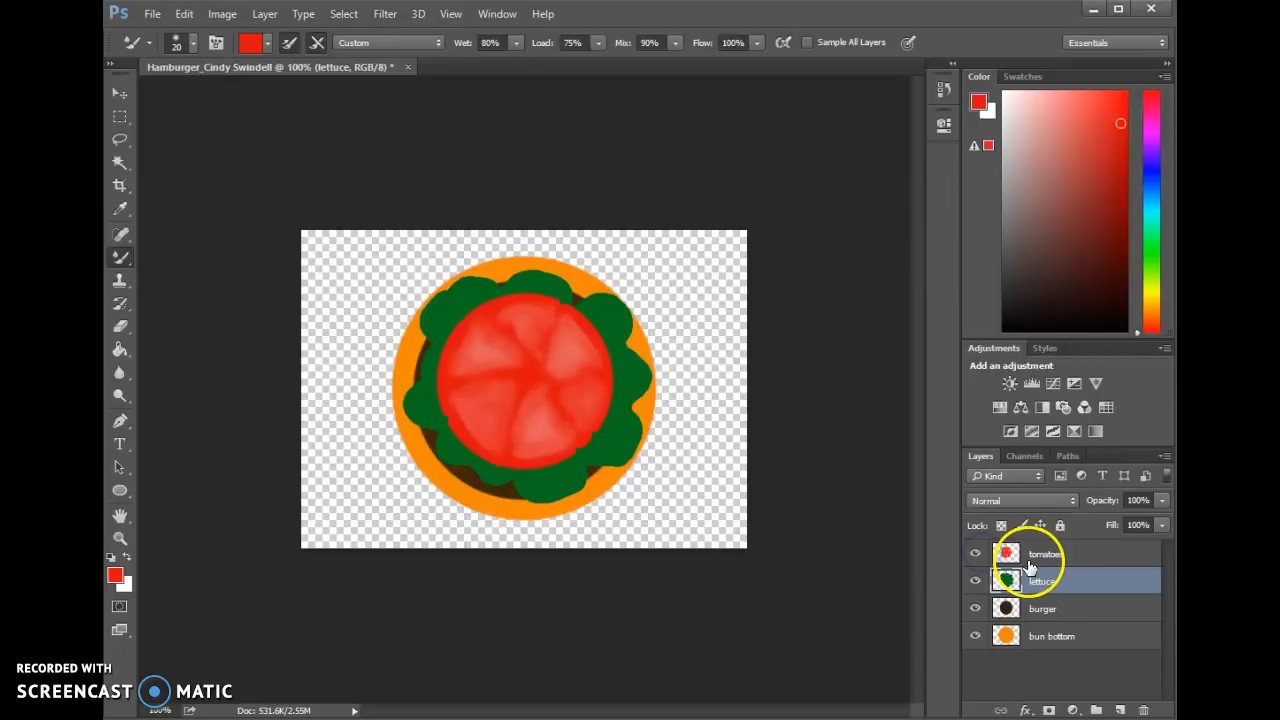 Ps File Edit Image Layer Type Select Filter 3D View Window Help
20 Custom Wet: 80% Load: 75% Mix: 90% Flow: 100% Sample All Layers Essentials
Hamburger_Cindy Swindell @ 100% (lettuce, RGB/8) * ×
Color Swatches
Adjustments Styles
Add an adjustment
Layers Channels Paths
Kind
Normal Opacity: 100%
Lock: Fill: 100%
tomatoes
lettuce
burger
bun bottom
RECORDED WITH
SCREENCAST MATIC
100% Doc: 531.6K/2.55M